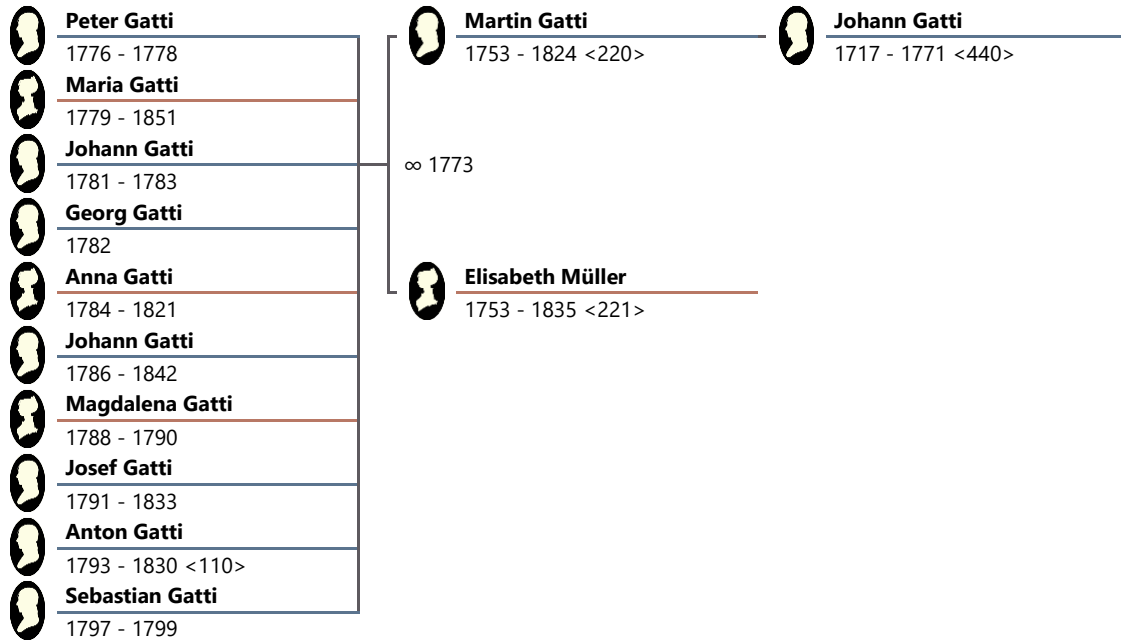 Peter Gatti
1776 - 1778
Maria Gatti
1779 - 1851
Johann Gatti
1781 - 1783
Georg Gatti
1782
Anna Gatti
1784 - 1821
Johann Gatti
1786 - 1842
Magdalena Gatti
1788 - 1790
Josef Gatti
1791 - 1833
Anton Gatti
1793 - 1830 <110>
Sebastian Gatti
1797 - 1799
Martin Gatti
1753 - 1824 <220>
∞ 1773
Elisabeth Müller
1753 - 1835 <221>
Johann Gatti
1717 - 1771 <440>